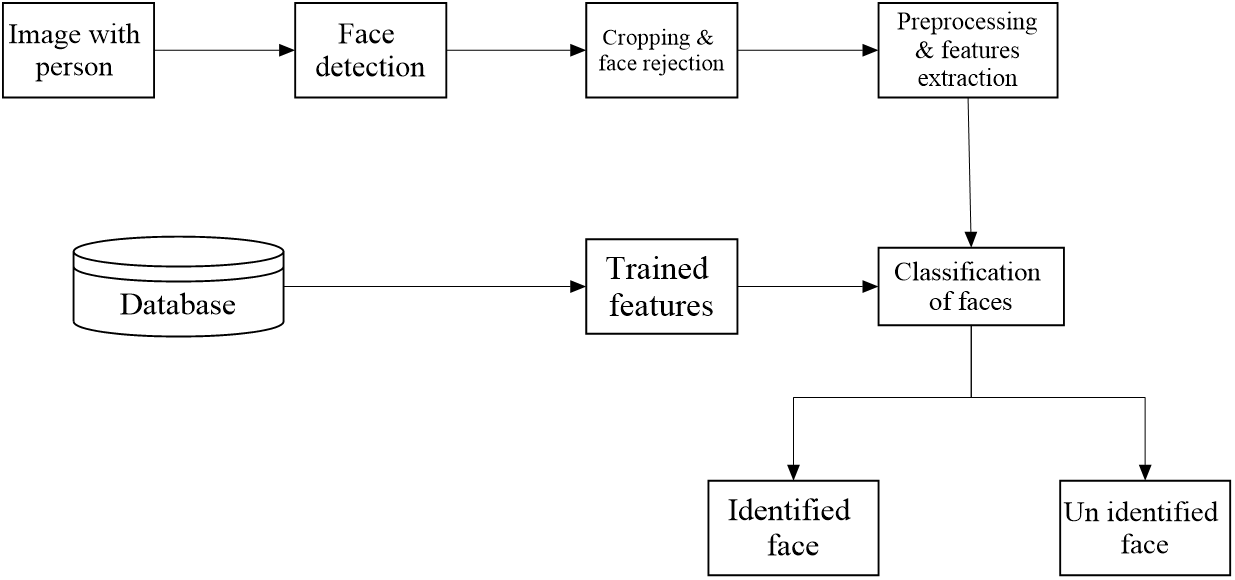 Image with
person
Face
detection
Cropping &
face rejection
Preprocessing
& features
extraction
Database
Trained
features
Classification
of faces
Identified
face
Un identified
face